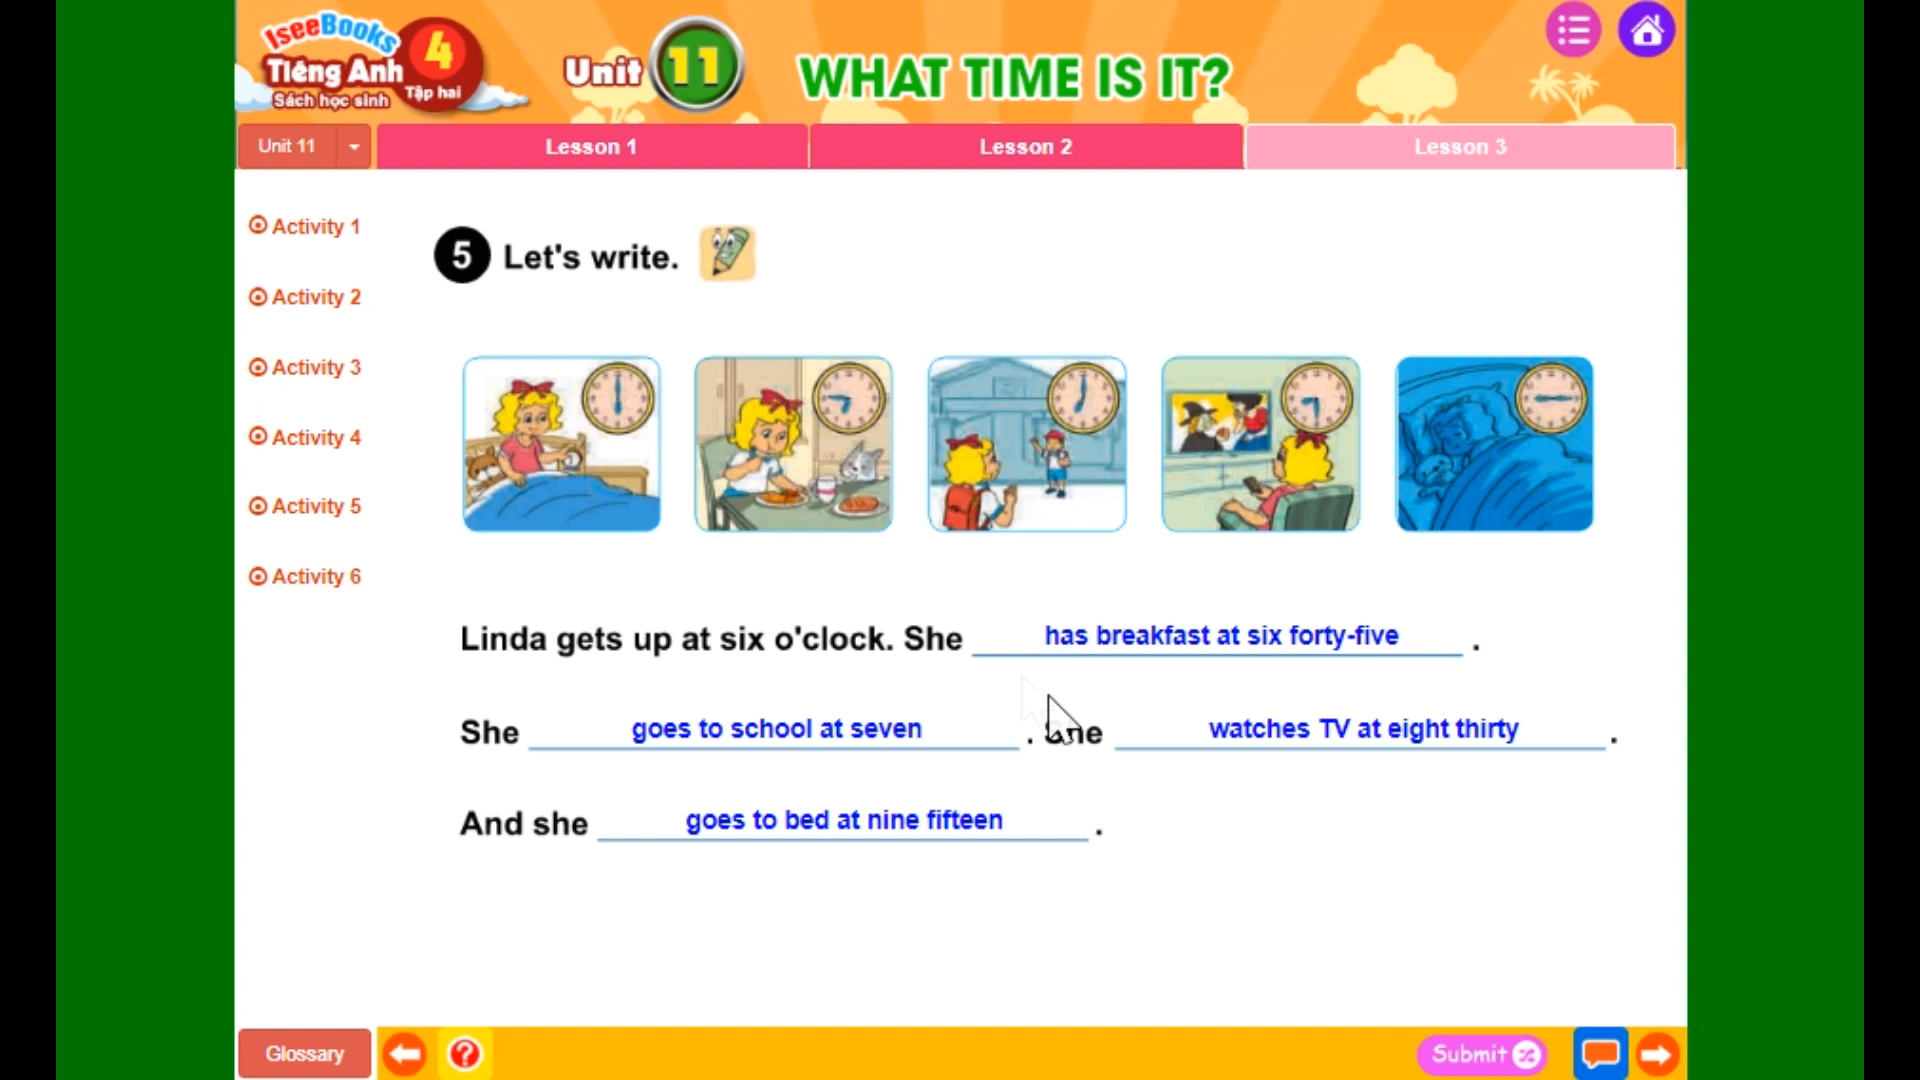 IseeBooks
Tiếng Anh 4
Sách học sinh Tập hai
Unit 11
WHAT TIME IS IT?
Unit 11
Lesson 1
Lesson 2
Lesson 3
Activity 1
Activity 2
Activity 3
Activity 4
Activity 5
Activity 6
5 Let's write.
Linda gets up at six o'clock. She has breakfast at six forty-five .
She goes to school at seven . She watches TV at eight thirty .
And she goes to bed at nine fifteen .
Glossary
?
Submit